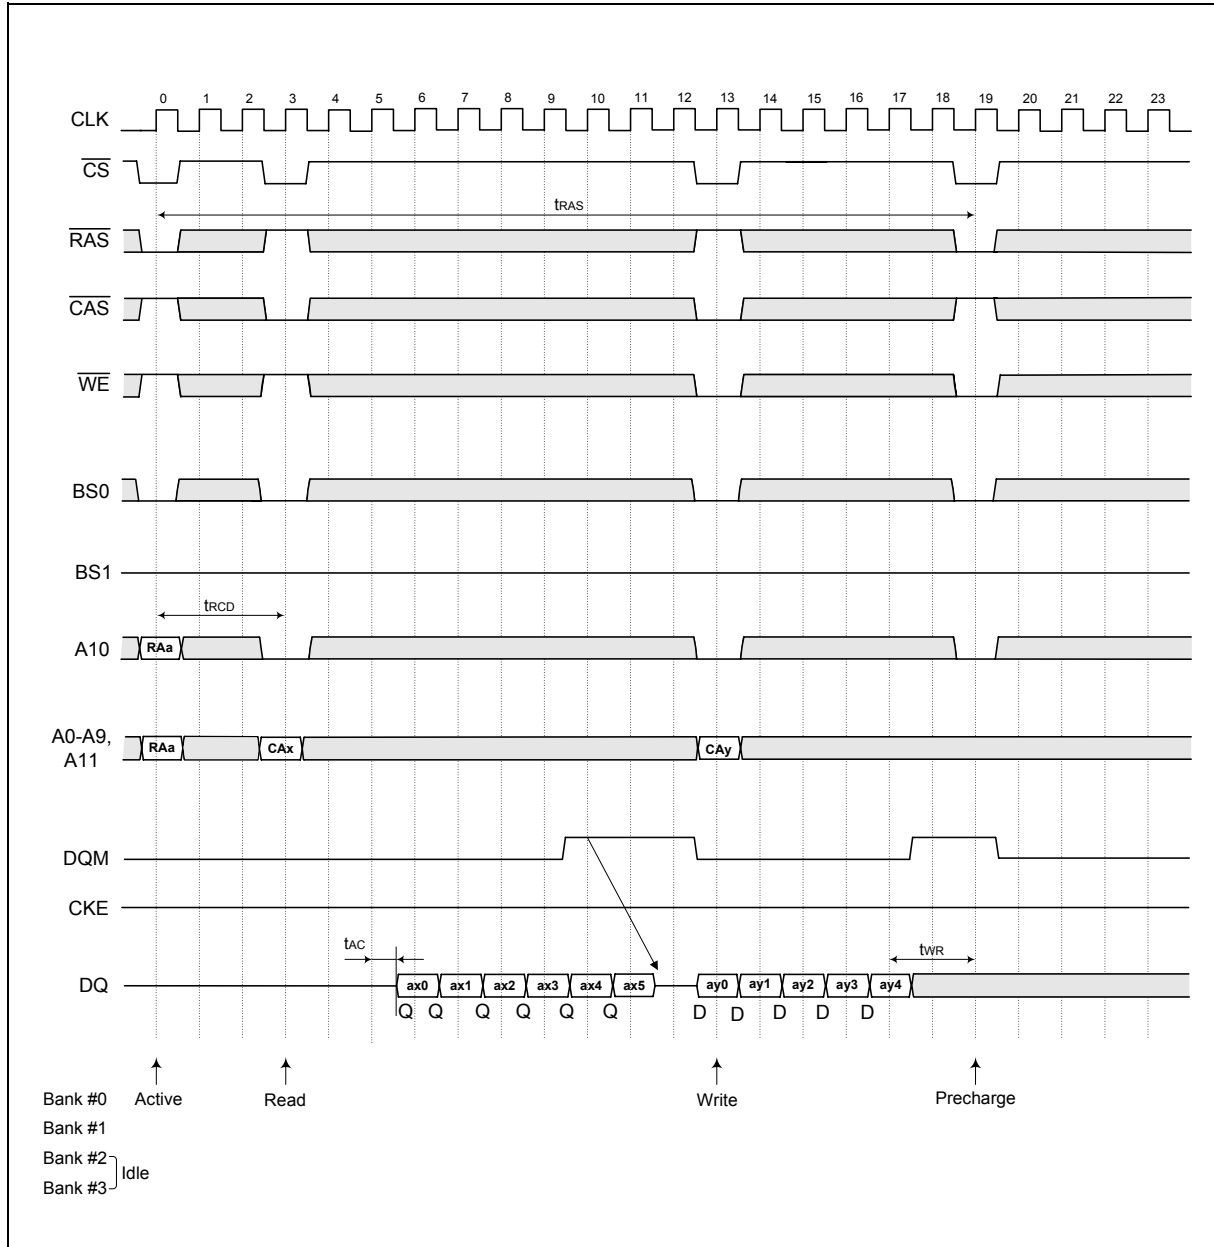 0 1 2 3 4 5 6 7 8 9 10 11 12 13 14 15 16 17 18 19 20 21 22 23
CLK
CS
tRAS
RAS
CAS
WE
BS0
BS1
tRCD
A10 RAa
A0-A9,
A11
RAa CAx CAy
DQM
CKE
tAC tWR
DQ ax0 ax1 ax2 ax3 ax4 ax5 ay0 ay1 ay2 ay3 ay4
Q Q Q Q Q Q D D D D D
Bank #0 Active Read Write Precharge
Bank #1
Bank #2
Idle
Bank #3